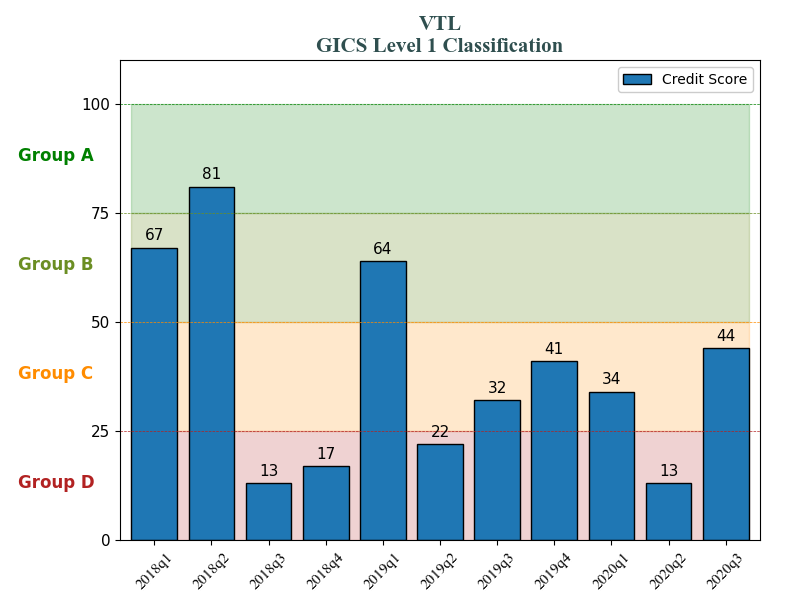 VTL
GICS Level 1 Classification
Credit Score
100
Group A
81
75
67
64
Group B
50
44
41
Group C
34
32
25
22
17
13
13
Group D
0
2018q1 2018q2 2018q3 2018q4 2019q1 2019q2 2019q3 2019q4 2020q1 2020q2 2020q3